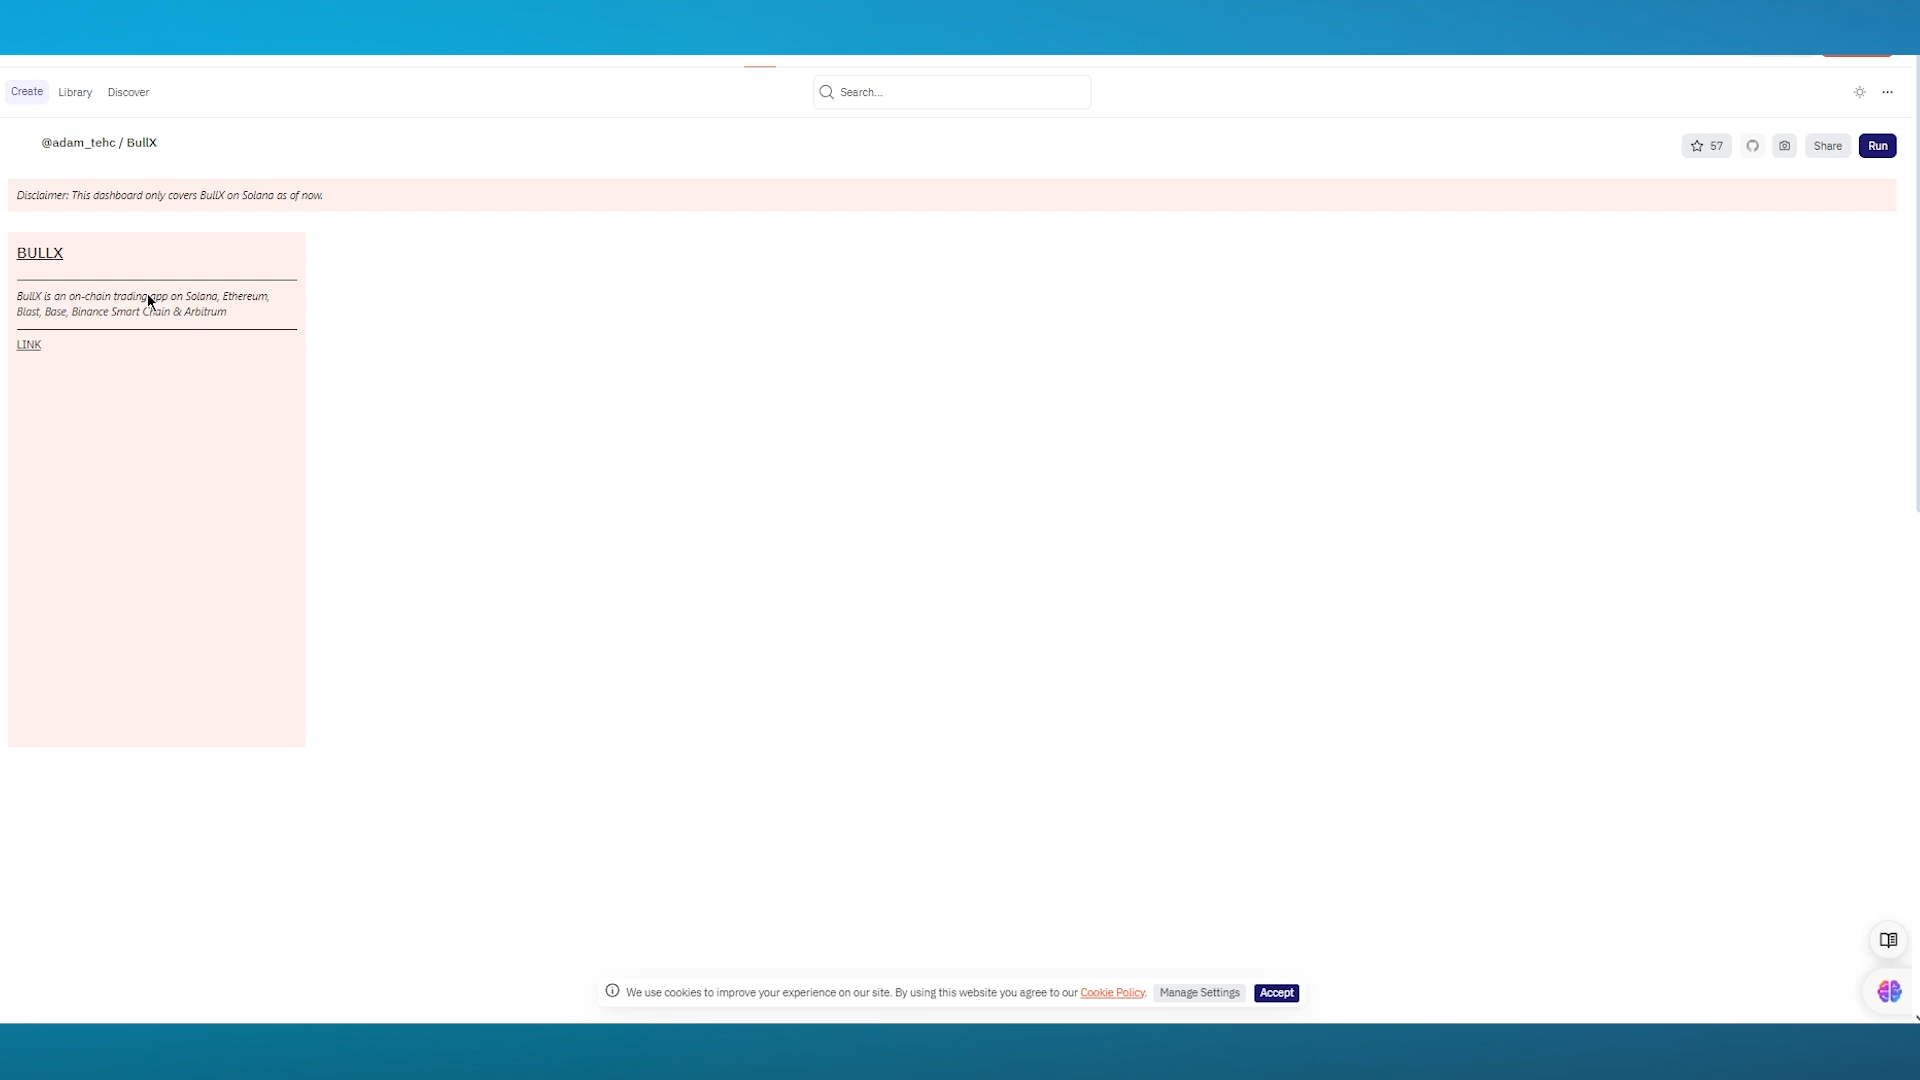 Create Library Discover
Search...
@adam_tehc / BullX
57
Share
Run
Disclaimer: This dashboard only covers BullX on Solana as of now.
BULLX
BullX is an on-chain trading app on Solana, Ethereum,
Blast, Base, Binance Smart Chain & Arbitrum
LINK
We use cookies to improve your experience on our site. By using this website you agree to our Cookie Policy. Manage Settings Accept